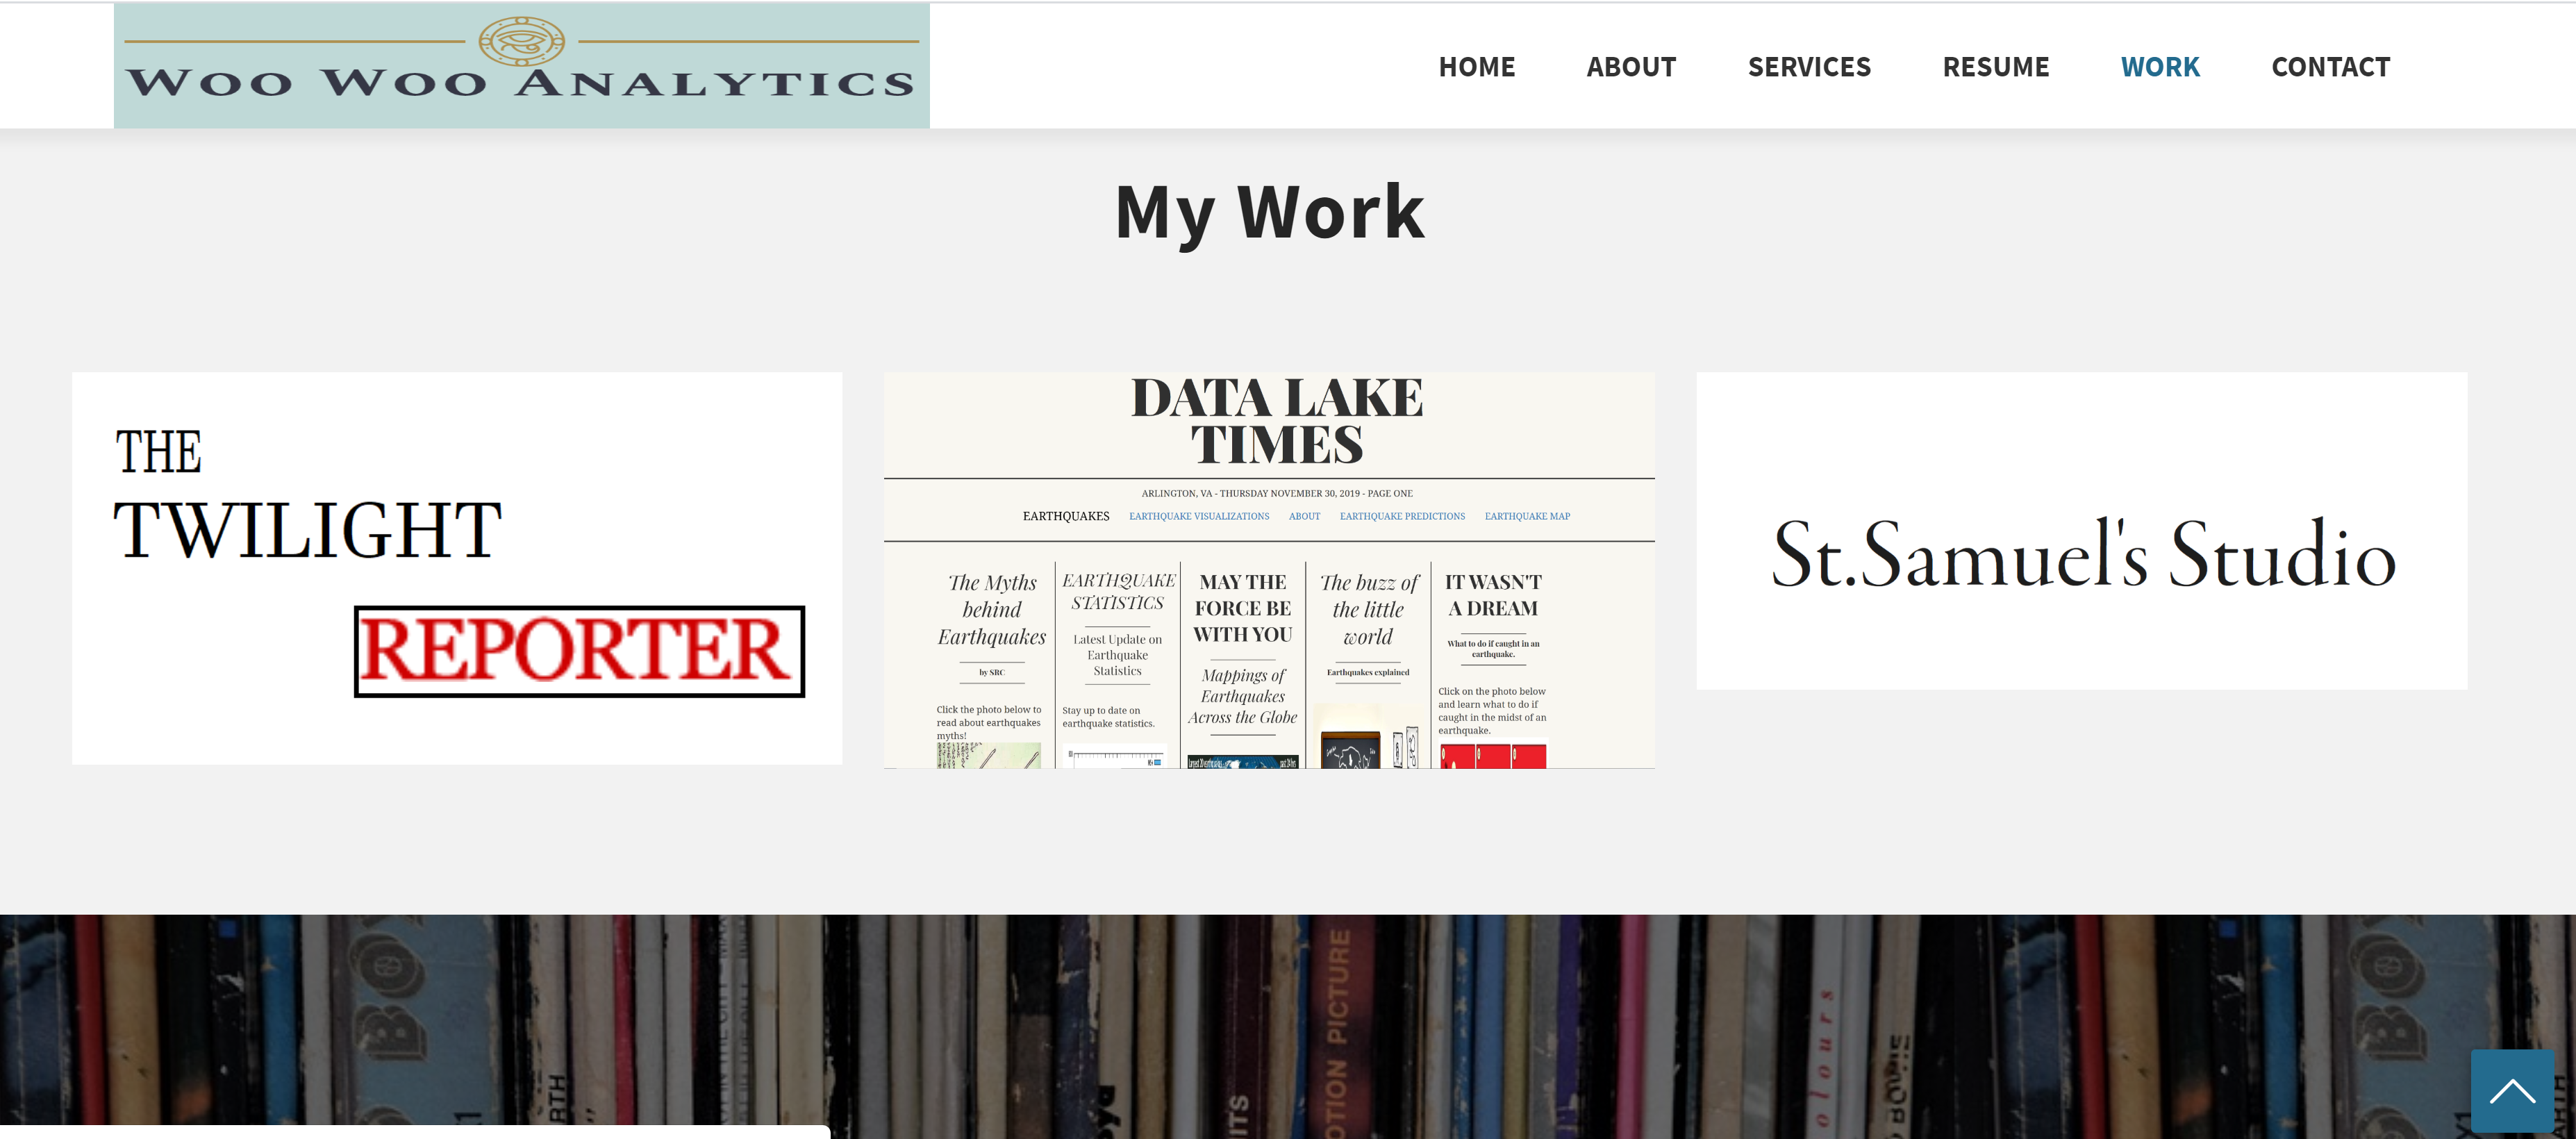 WOO WOO ANALYTICS
HOME ABOUT SERVICES RESUME WORK CONTACT
My Work
THE
TWILIGHT
REPORTER
DATA LAKE
TIMES
ARLINGTON, VA - THURSDAY NOVEMBER 30, 2019 - PAGE ONE
EARTHQUAKES EARTHQUAKE VISUALIZATIONS ABOUT EARTHQUAKE PREDICTIONS EARTHQUAKE MAP
The Myths
behind
Earthquakes
by SRC
Click the photo below to
read about earthquakes
myths!
EARTHQUAKE
STATISTICS
Latest Update on
Earthquake
Statistics
Stay up to date on
earthquake statistics.
MAY THE
FORCE BE
WITH YOU
Mappings of
Earthquakes
Across the Globe
The buzz of
the little
world
Earthquakes explained
IT WASN'T
A DREAM
What to do if caught in an
earthquake.
Click on the photo below
and learn what to do if
caught in the midst of an
earthquake.
St.Samuel's Studio
OTION PICTURE
olours